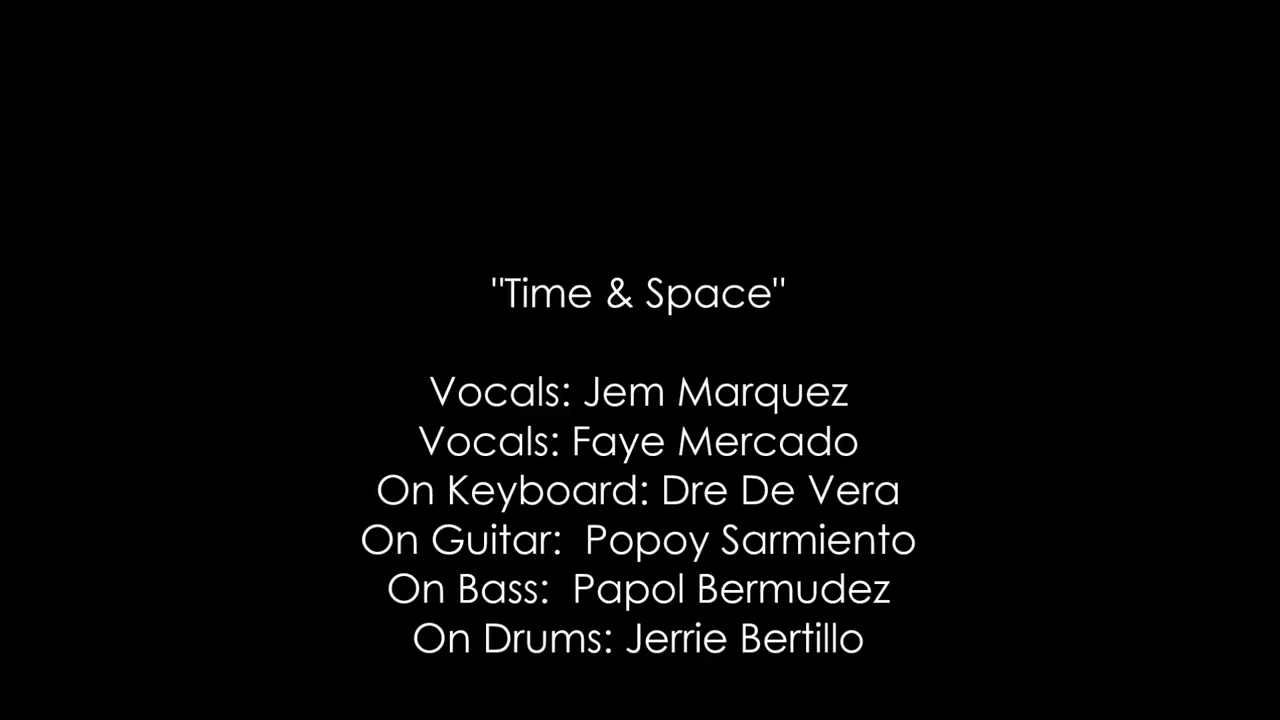 "Time & Space"
Vocals: Jem Marquez
Vocals: Faye Mercado
On Keyboard: Dre De Vera
On Guitar:  Popoy Sarmiento
On Bass:  Papol Bermudez
On Drums: Jerrie Bertillo